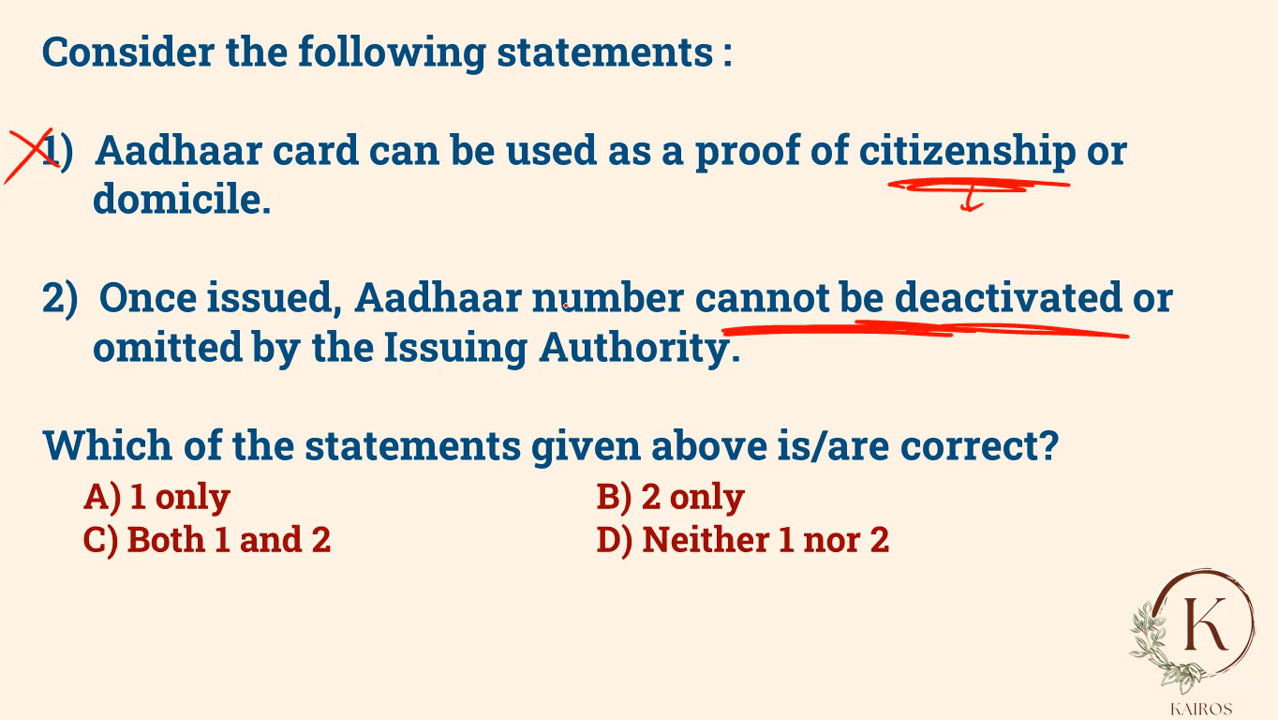 Consider the following statements :
1) Aadhaar card can be used as a proof of citizenship or
domicile.
2) Once issued, Aadhaar number cannot be deactivated or
omitted by the Issuing Authority.
Which of the statements given above is/are correct?
A) 1 only B) 2 only
C) Both 1 and 2 D) Neither 1 nor 2
K
KAIROS